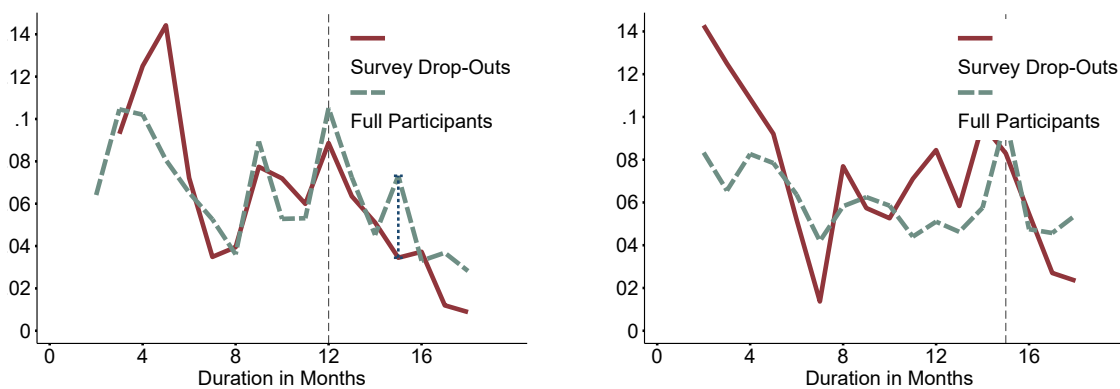 14
12
.1
08
06
04
02
0
0 4 8 12 16
Duration in Months
Survey Drop-Outs
Full Participants
14
12
.1
08
06
04
02
0
0 4 8 12 16
Duration in Months
Survey Drop-Outs
Full Participants